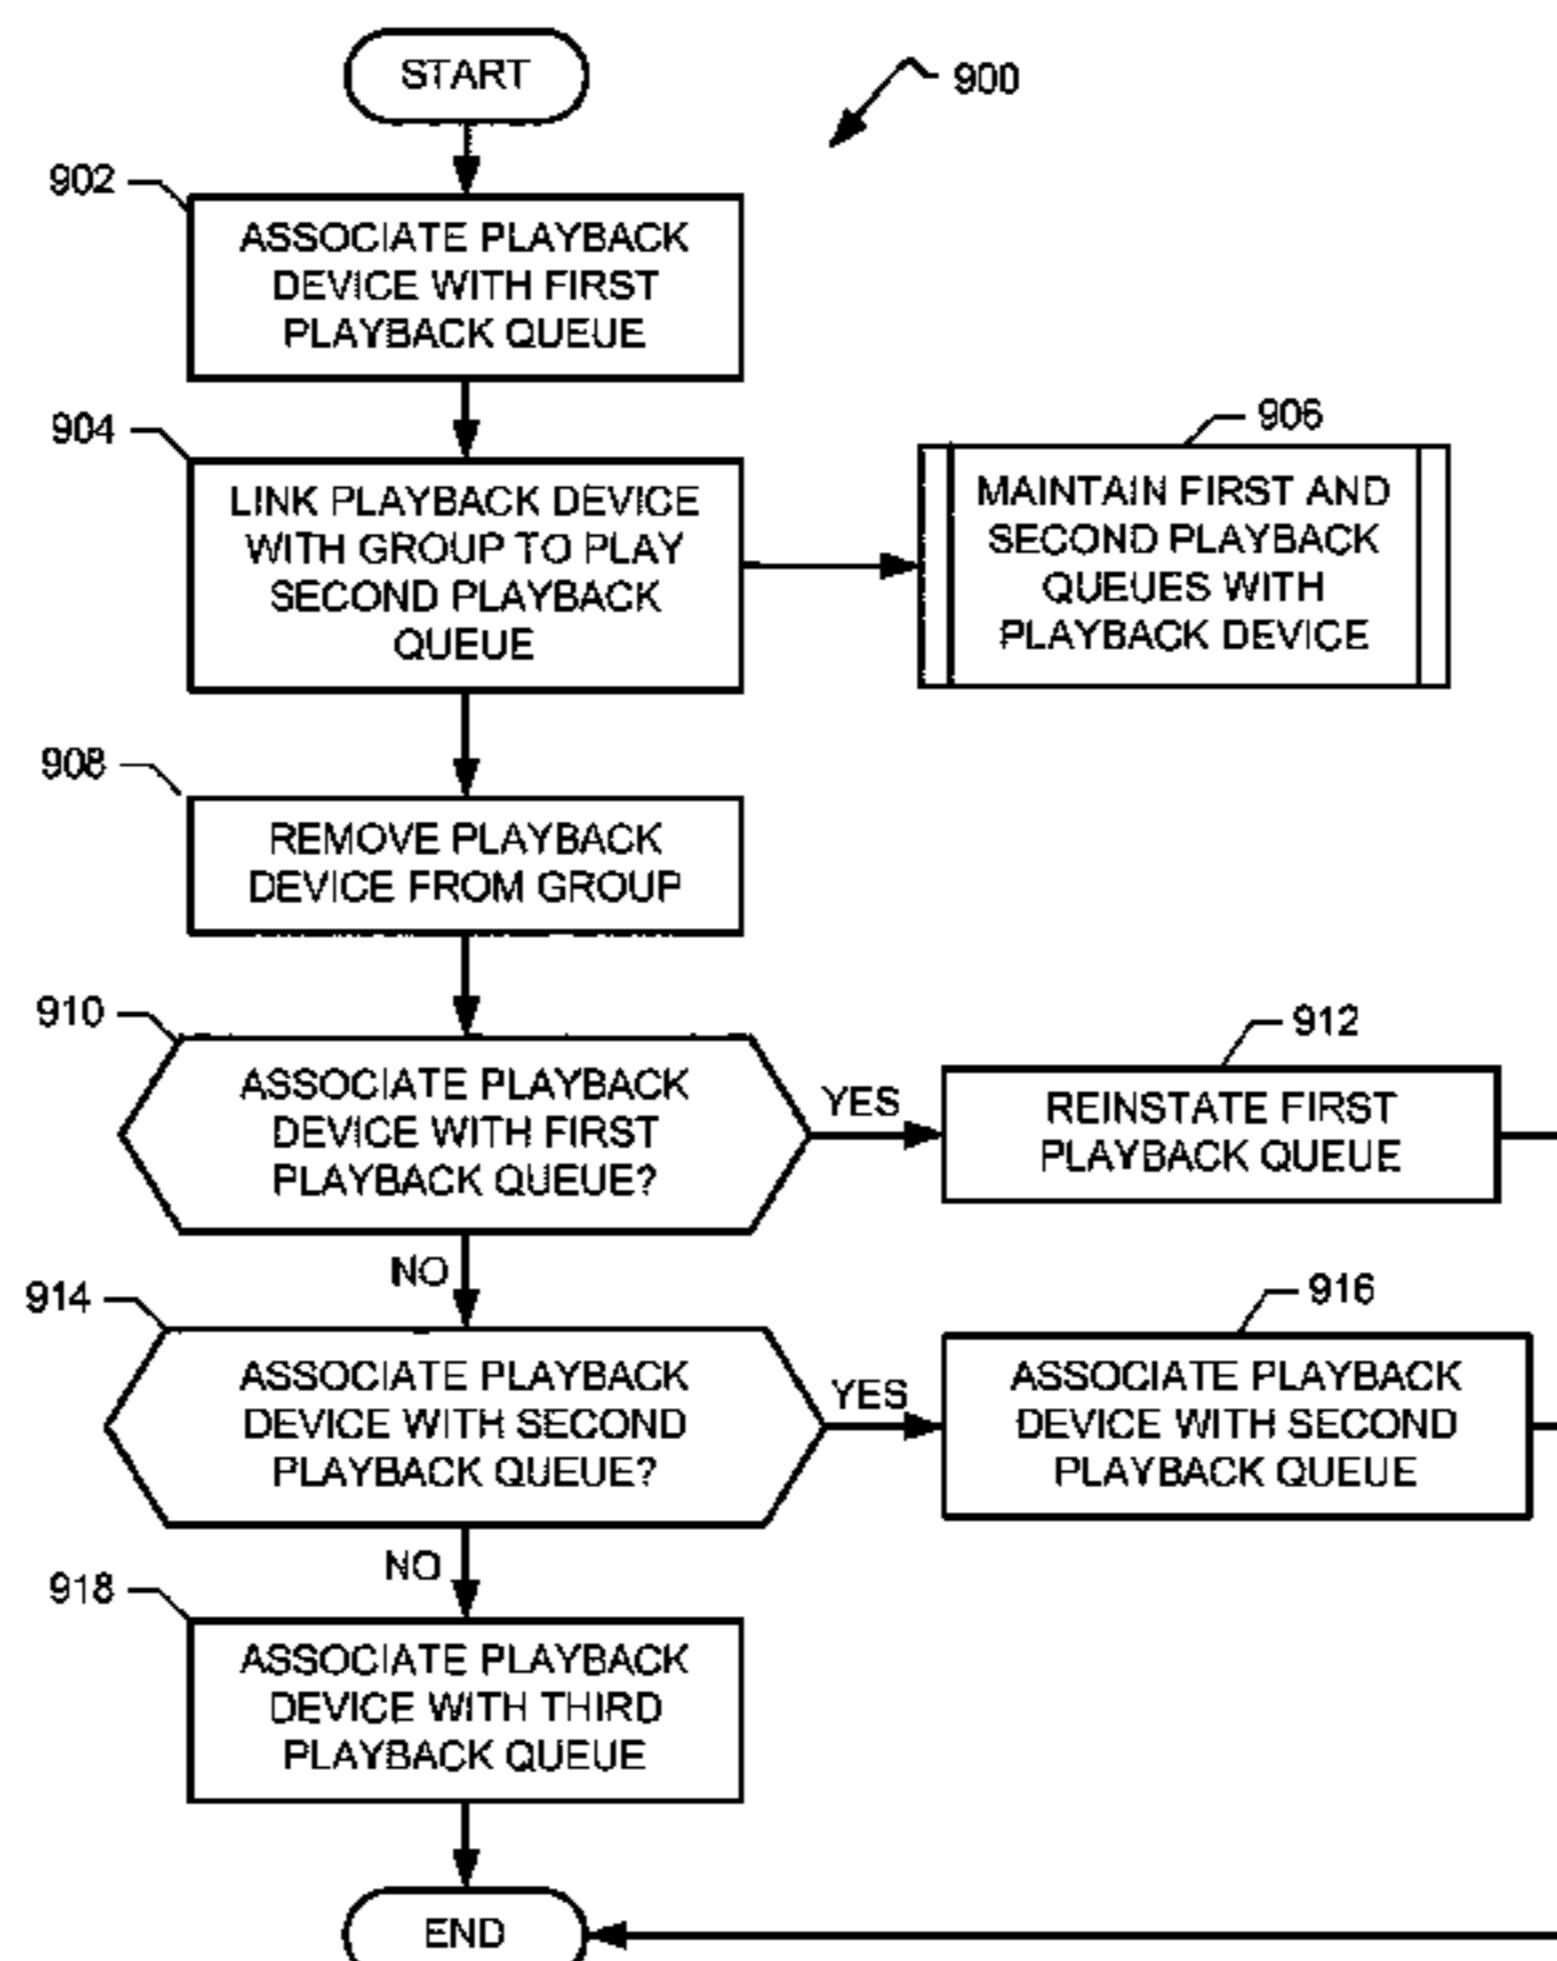 START
900
902
ASSOCIATE PLAYBACK
DEVICE WITH FIRST
PLAYBACK QUEUE
904
LINK PLAYBACK DEVICE
WITH GROUP TO PLAY
SECOND PLAYBACK
QUEUE
906
MAINTAIN FIRST AND
SECOND PLAYBACK
QUEUES WITH
PLAYBACK DEVICE
908
REMOVE PLAYBACK
DEVICE FROM GROUP
910
ASSOCIATE PLAYBACK
DEVICE WITH FIRST
PLAYBACK QUEUE?
YES
912
REINSTATE FIRST
PLAYBACK QUEUE
NO
914
ASSOCIATE PLAYBACK
DEVICE WITH SECOND
PLAYBACK QUEUE?
YES
916
ASSOCIATE PLAYBACK
DEVICE WITH SECOND
PLAYBACK QUEUE
NO
918
ASSOCIATE PLAYBACK
DEVICE WITH THIRD
PLAYBACK QUEUE
END